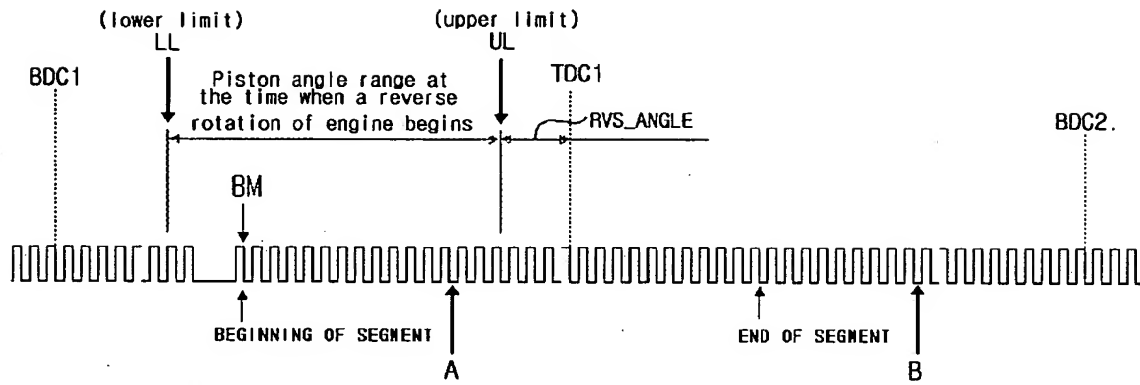 (lower limit)
LL
(upper limit)
UL
BDC1
Piston angle range at
the time when a reverse
rotation of engine begins
TDC1
RVS_ANGLE
BDC2.
BM
BEGINNING OF SEGMENT
END OF SEGMENT
A
B